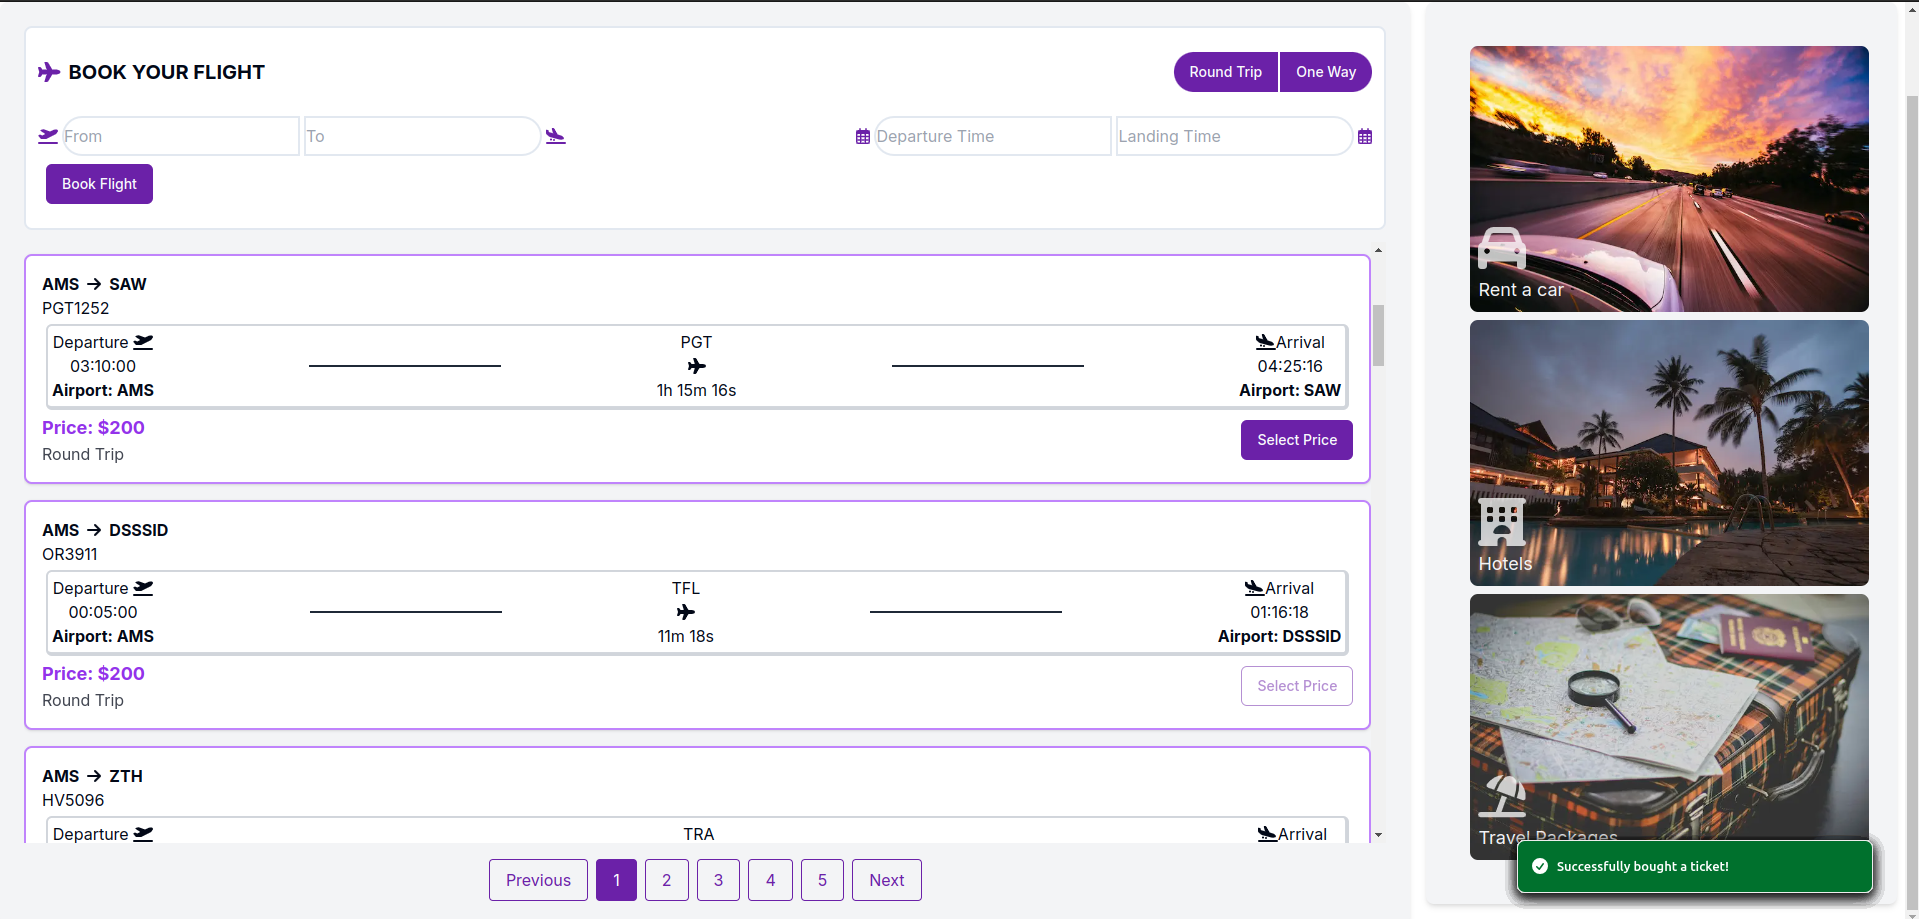 BOOK YOUR FLIGHT
Round Trip
One Way
From
To
Departure Time
Landing Time
Book Flight
AMS → SAW
PGT1252
Departure
PGT
Arrival
03:10:00
04:25:16
Airport: AMS
1h 15m 16s
Airport: SAW
Price: $200
Round Trip
Select Price
AMS → DSSSID
OR3911
Departure
TFL
Arrival
00:05:00
01:16:18
Airport: AMS
11m 18s
Airport: DSSSID
Price: $200
Round Trip
Select Price
AMS → ZTH
HV5096
Departure
TRA
Arrival
Previous
1
2
3
4
5
Next
Rent a car
Hotels
Travel Packages
Successfully bought a ticket!